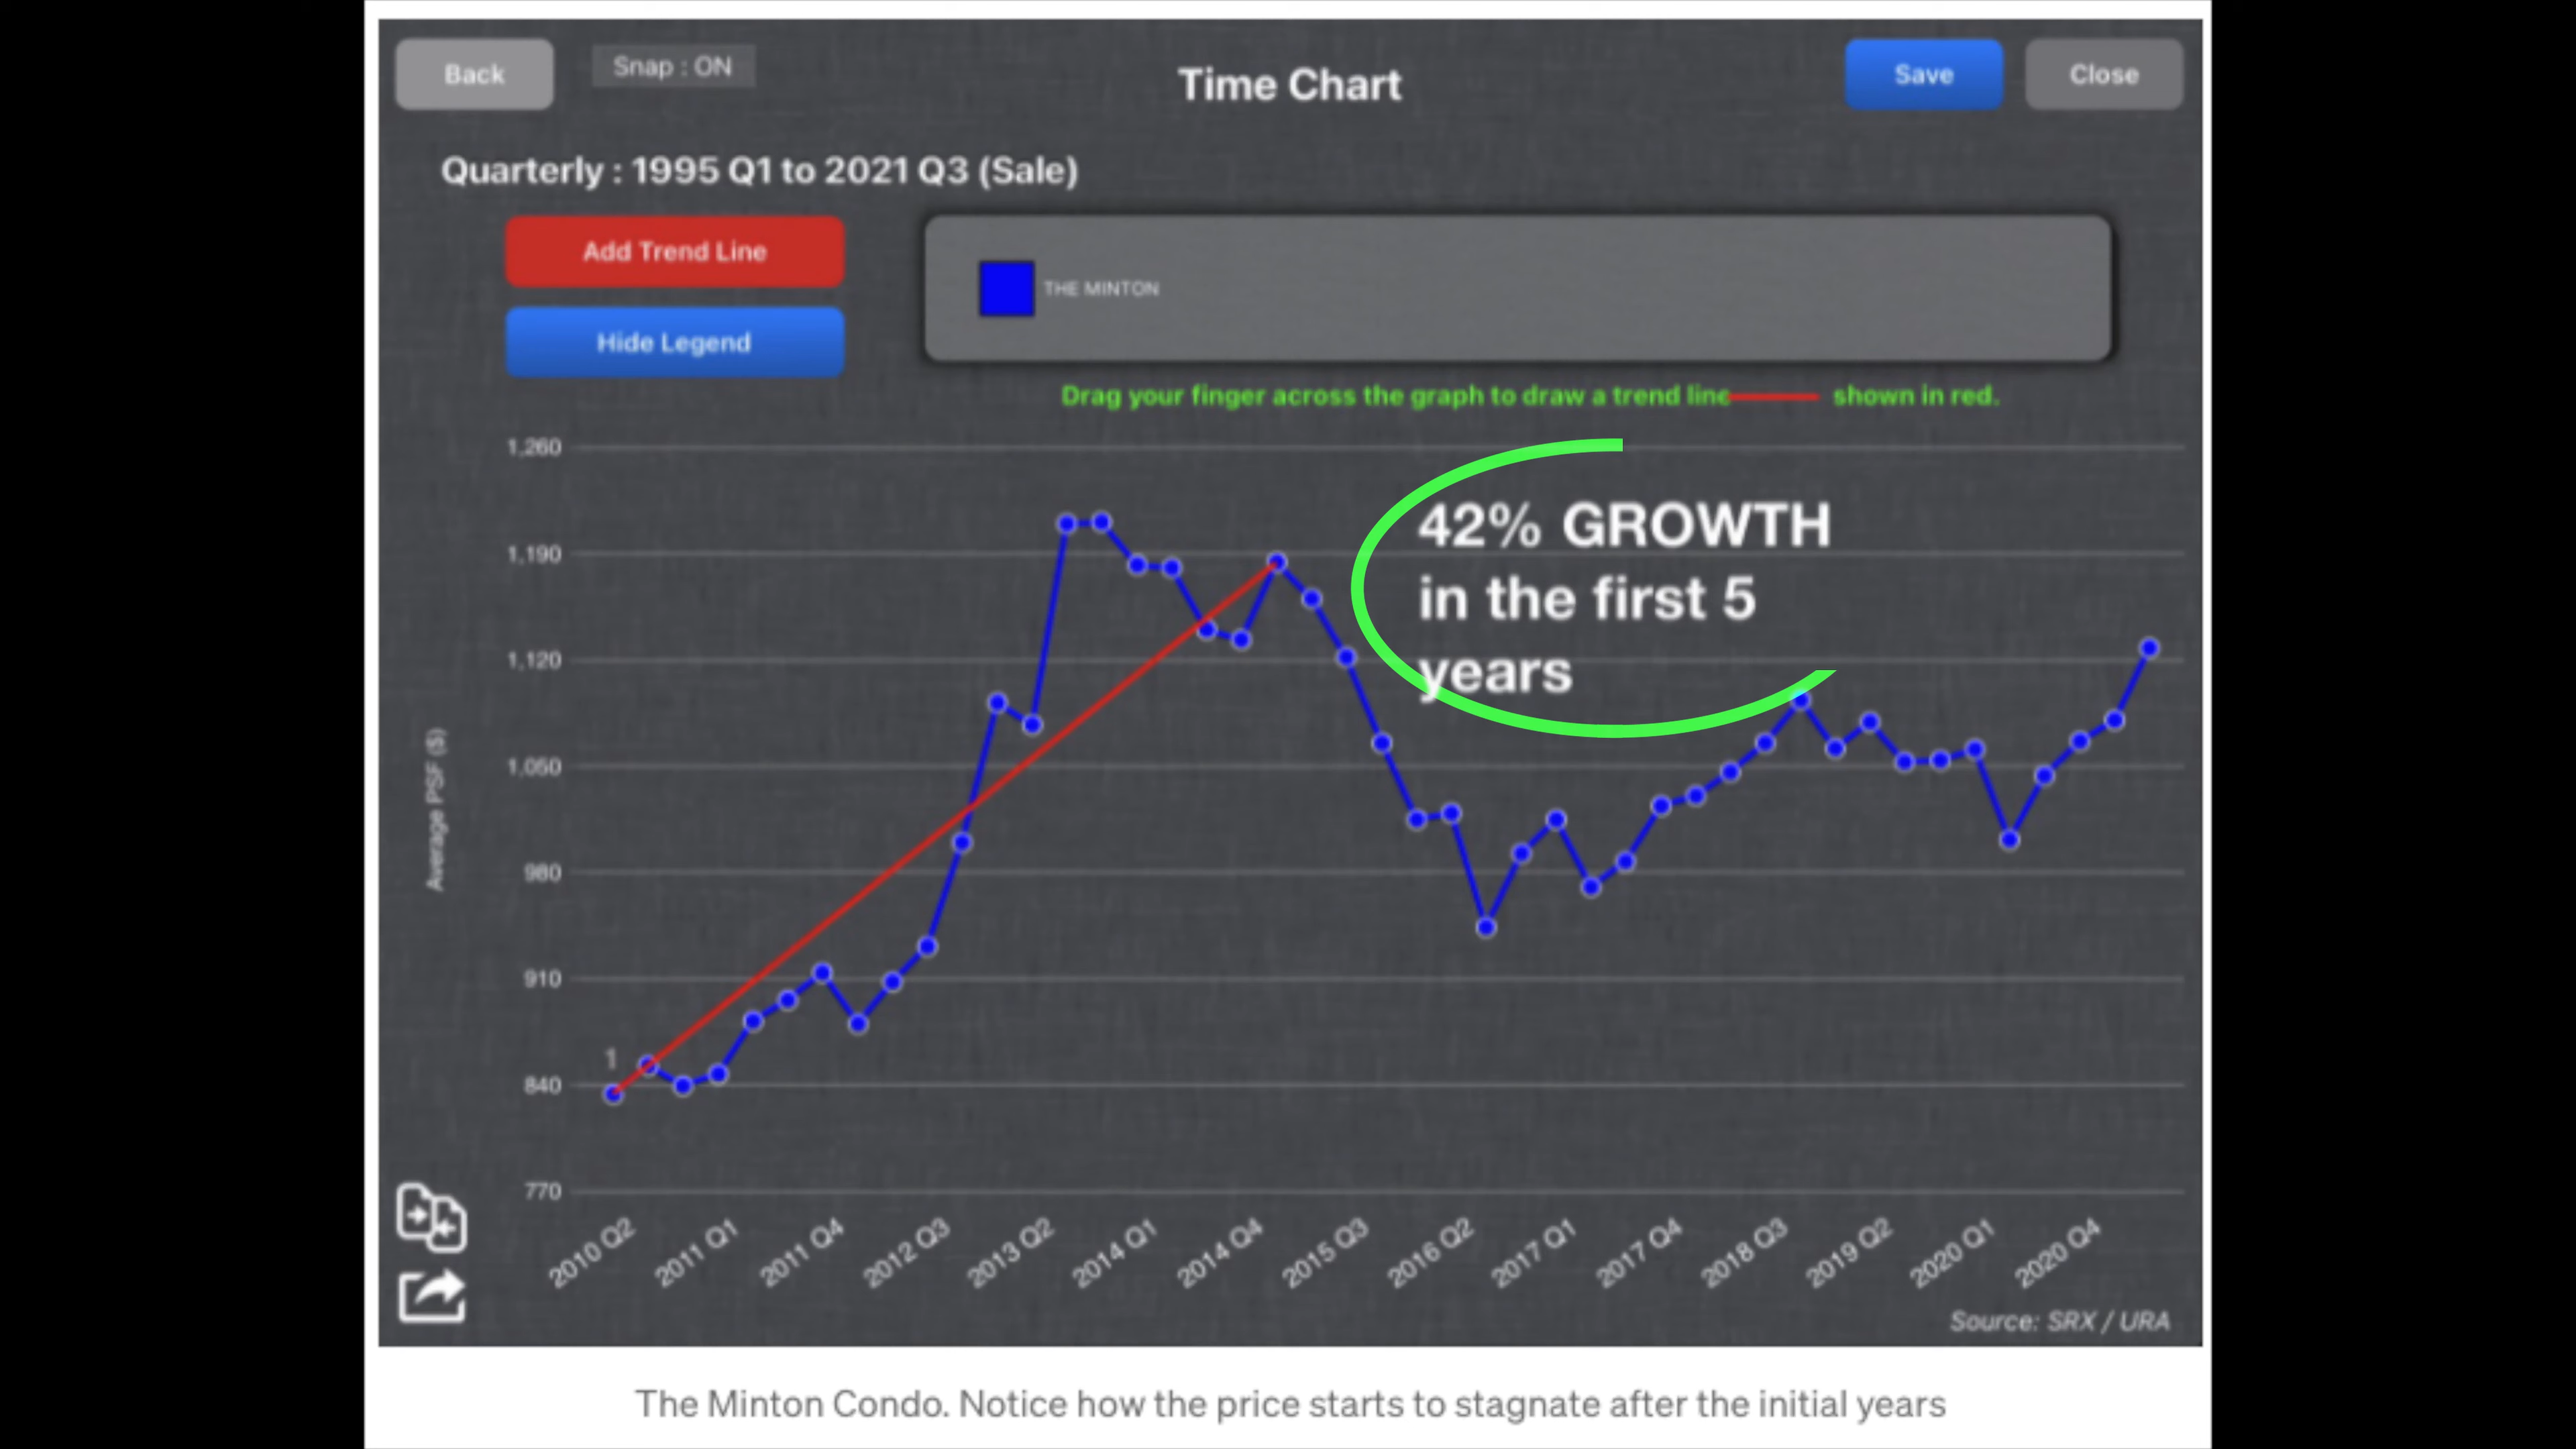 Back
Snap : ON
Time Chart
Save
Close
Quarterly : 1995 Q1 to 2021 Q3 (Sale)
Add Trend Line
Hide Legend
THE MINTON
Drag your finger across the graph to draw a trend line shown in red.
1,260
1,190
1,120
1,050
980
910
840
770
Average PSF ($)
42% GROWTH
in the first 5
years
1
2010 Q2
2011 Q1
2011 Q4
2012 Q3
2013 Q2
2014 Q1
2014 Q4
2015 Q3
2016 Q2
2017 Q1
2017 Q4
2018 Q3
2019 Q2
2020 Q1
2020 Q4
Source: SRX / URA
The Minton Condo. Notice how the price starts to stagnate after the initial years